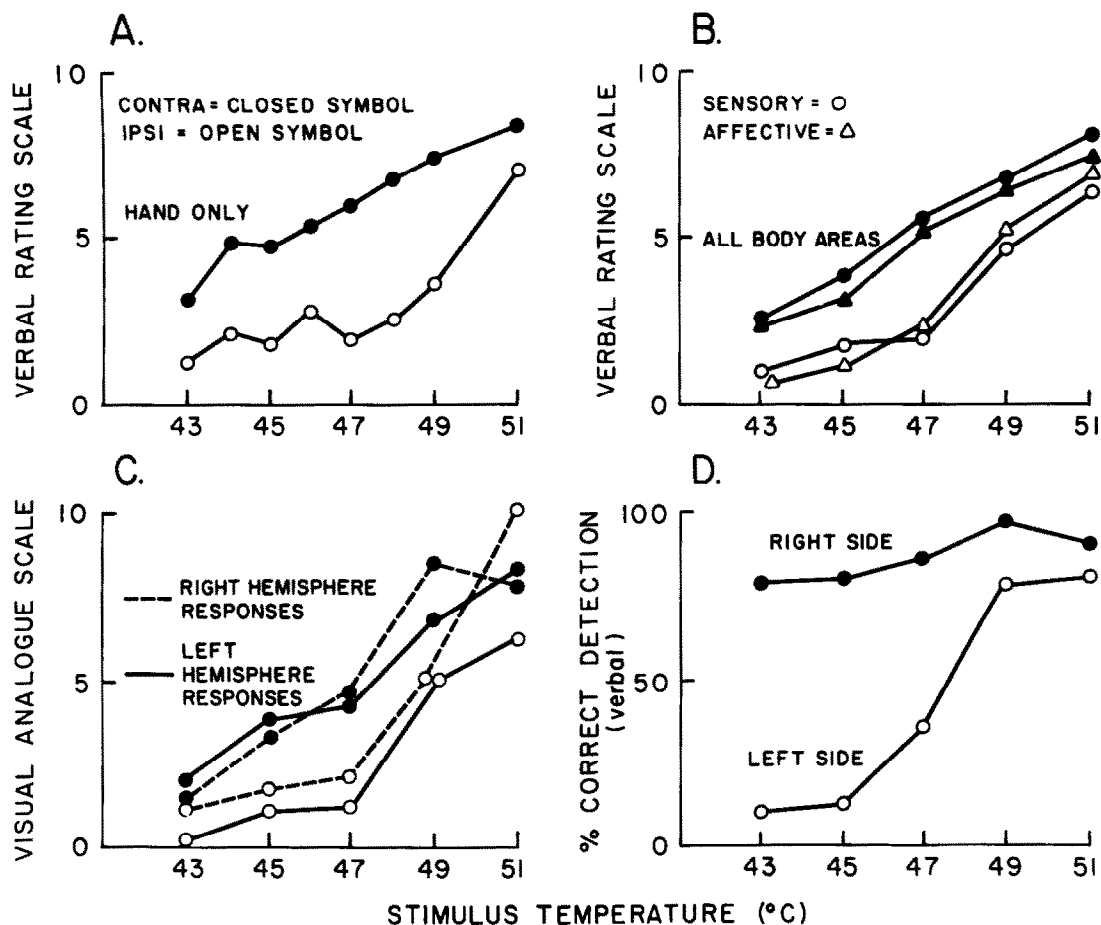 A.
VERBAL RATING SCALE
10
5
0
CONTRA = CLOSED SYMBOL
IPSI = OPEN SYMBOL
HAND ONLY
43 45 47 49 51
B.
VERBAL RATING SCALE
10
5
0
SENSORY = O
AFFECTIVE = △
ALL BODY AREAS
43 45 47 49 51
C.
VISUAL ANALOGUE SCALE
10
5
0
RIGHT HEMISPHERE
RESPONSES
LEFT
HEMISPHERE
RESPONSES
43 45 47 49 51
D.
% CORRECT DETECTION
(verbal)
100
50
0
RIGHT SIDE
LEFT SIDE
43 45 47 49 51
STIMULUS TEMPERATURE (°C)